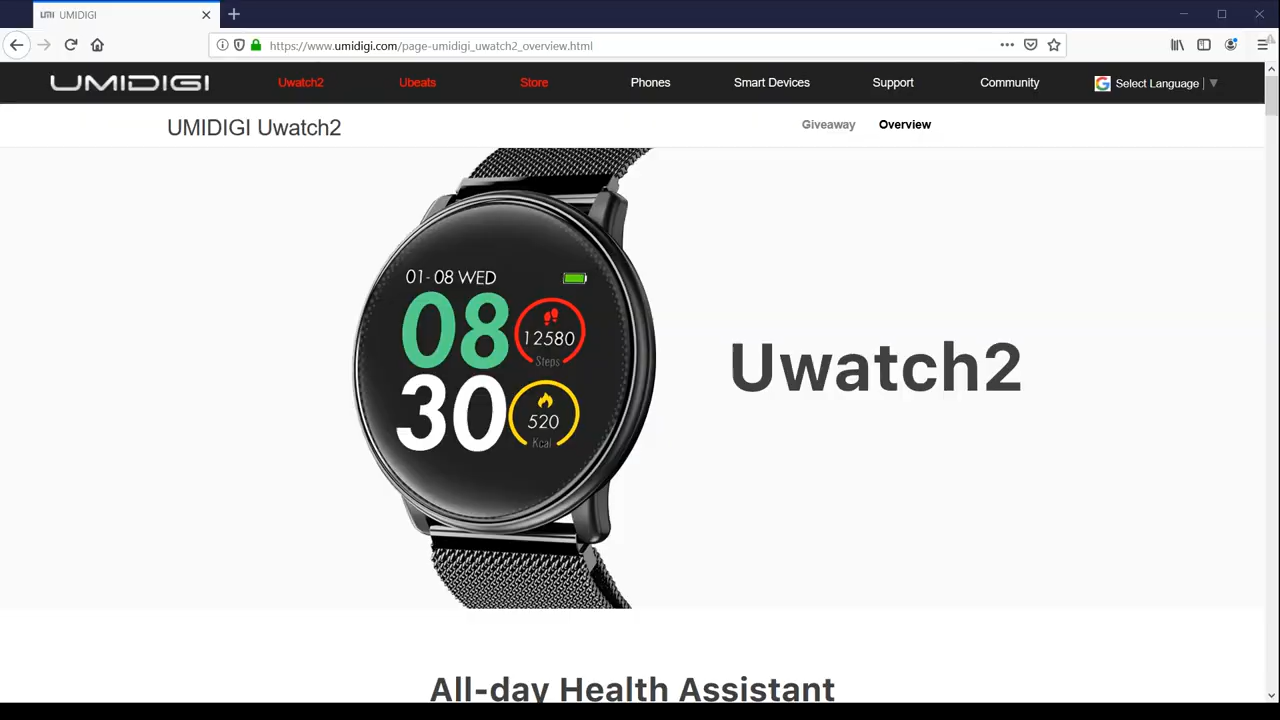 UMIDIGI
https://www.umidigi.com/page-umidigi_uwatch2_overview.html
UMIDIGI Uwatch2 Ubeats Store Phones Smart Devices Support Community Select Language
UMIDIGI Uwatch2 Giveaway Overview
01-08 WED
08
12580
Steps
30
520
Kcal
Uwatch2
All-day Health Assistant